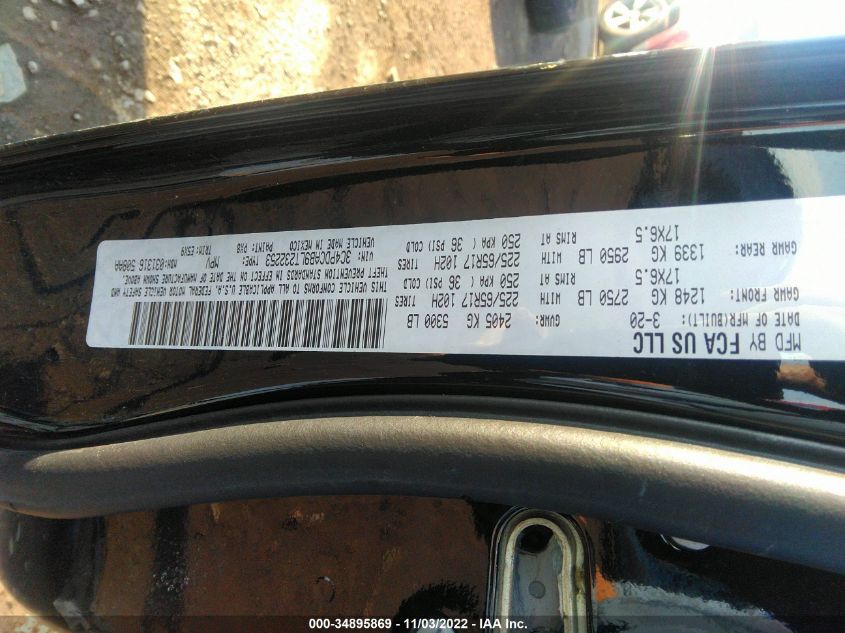 MFD BY FCA US LLC
DATE OF MFR(BUILT): 3-20
GVWR: 2405 KG 5300 LB
GAWR FRONT: 1248 KG 2750 LB WITH 225/65R17 102H TIRES
17X6.5 RIMS AT 250 KPA ( 36 PSI) COLD
GAWR REAR: 1339 KG 2950 LB WITH 225/65R17 102H TIRES
17X6.5 RIMS AT 250 KPA ( 36 PSI) COLD
THIS VEHICLE CONFORMS TO ALL APPLICABLE U.S.A. FEDERAL MOTOR VEHICLE SAFETY AND
THEFT PREVENTION STANDARDS IN EFFECT ON THE DATE OF MANUFACTURE SHOWN ABOVE
VIN: 3C4PDCAB9LT232253 TYPE: MPV MDH:031316 509AA
VEHICLE MADE IN MEXICO PAINT: PX8 TRIM: E5X9
000-34895869 - 11/03/2022 - IAA Inc.